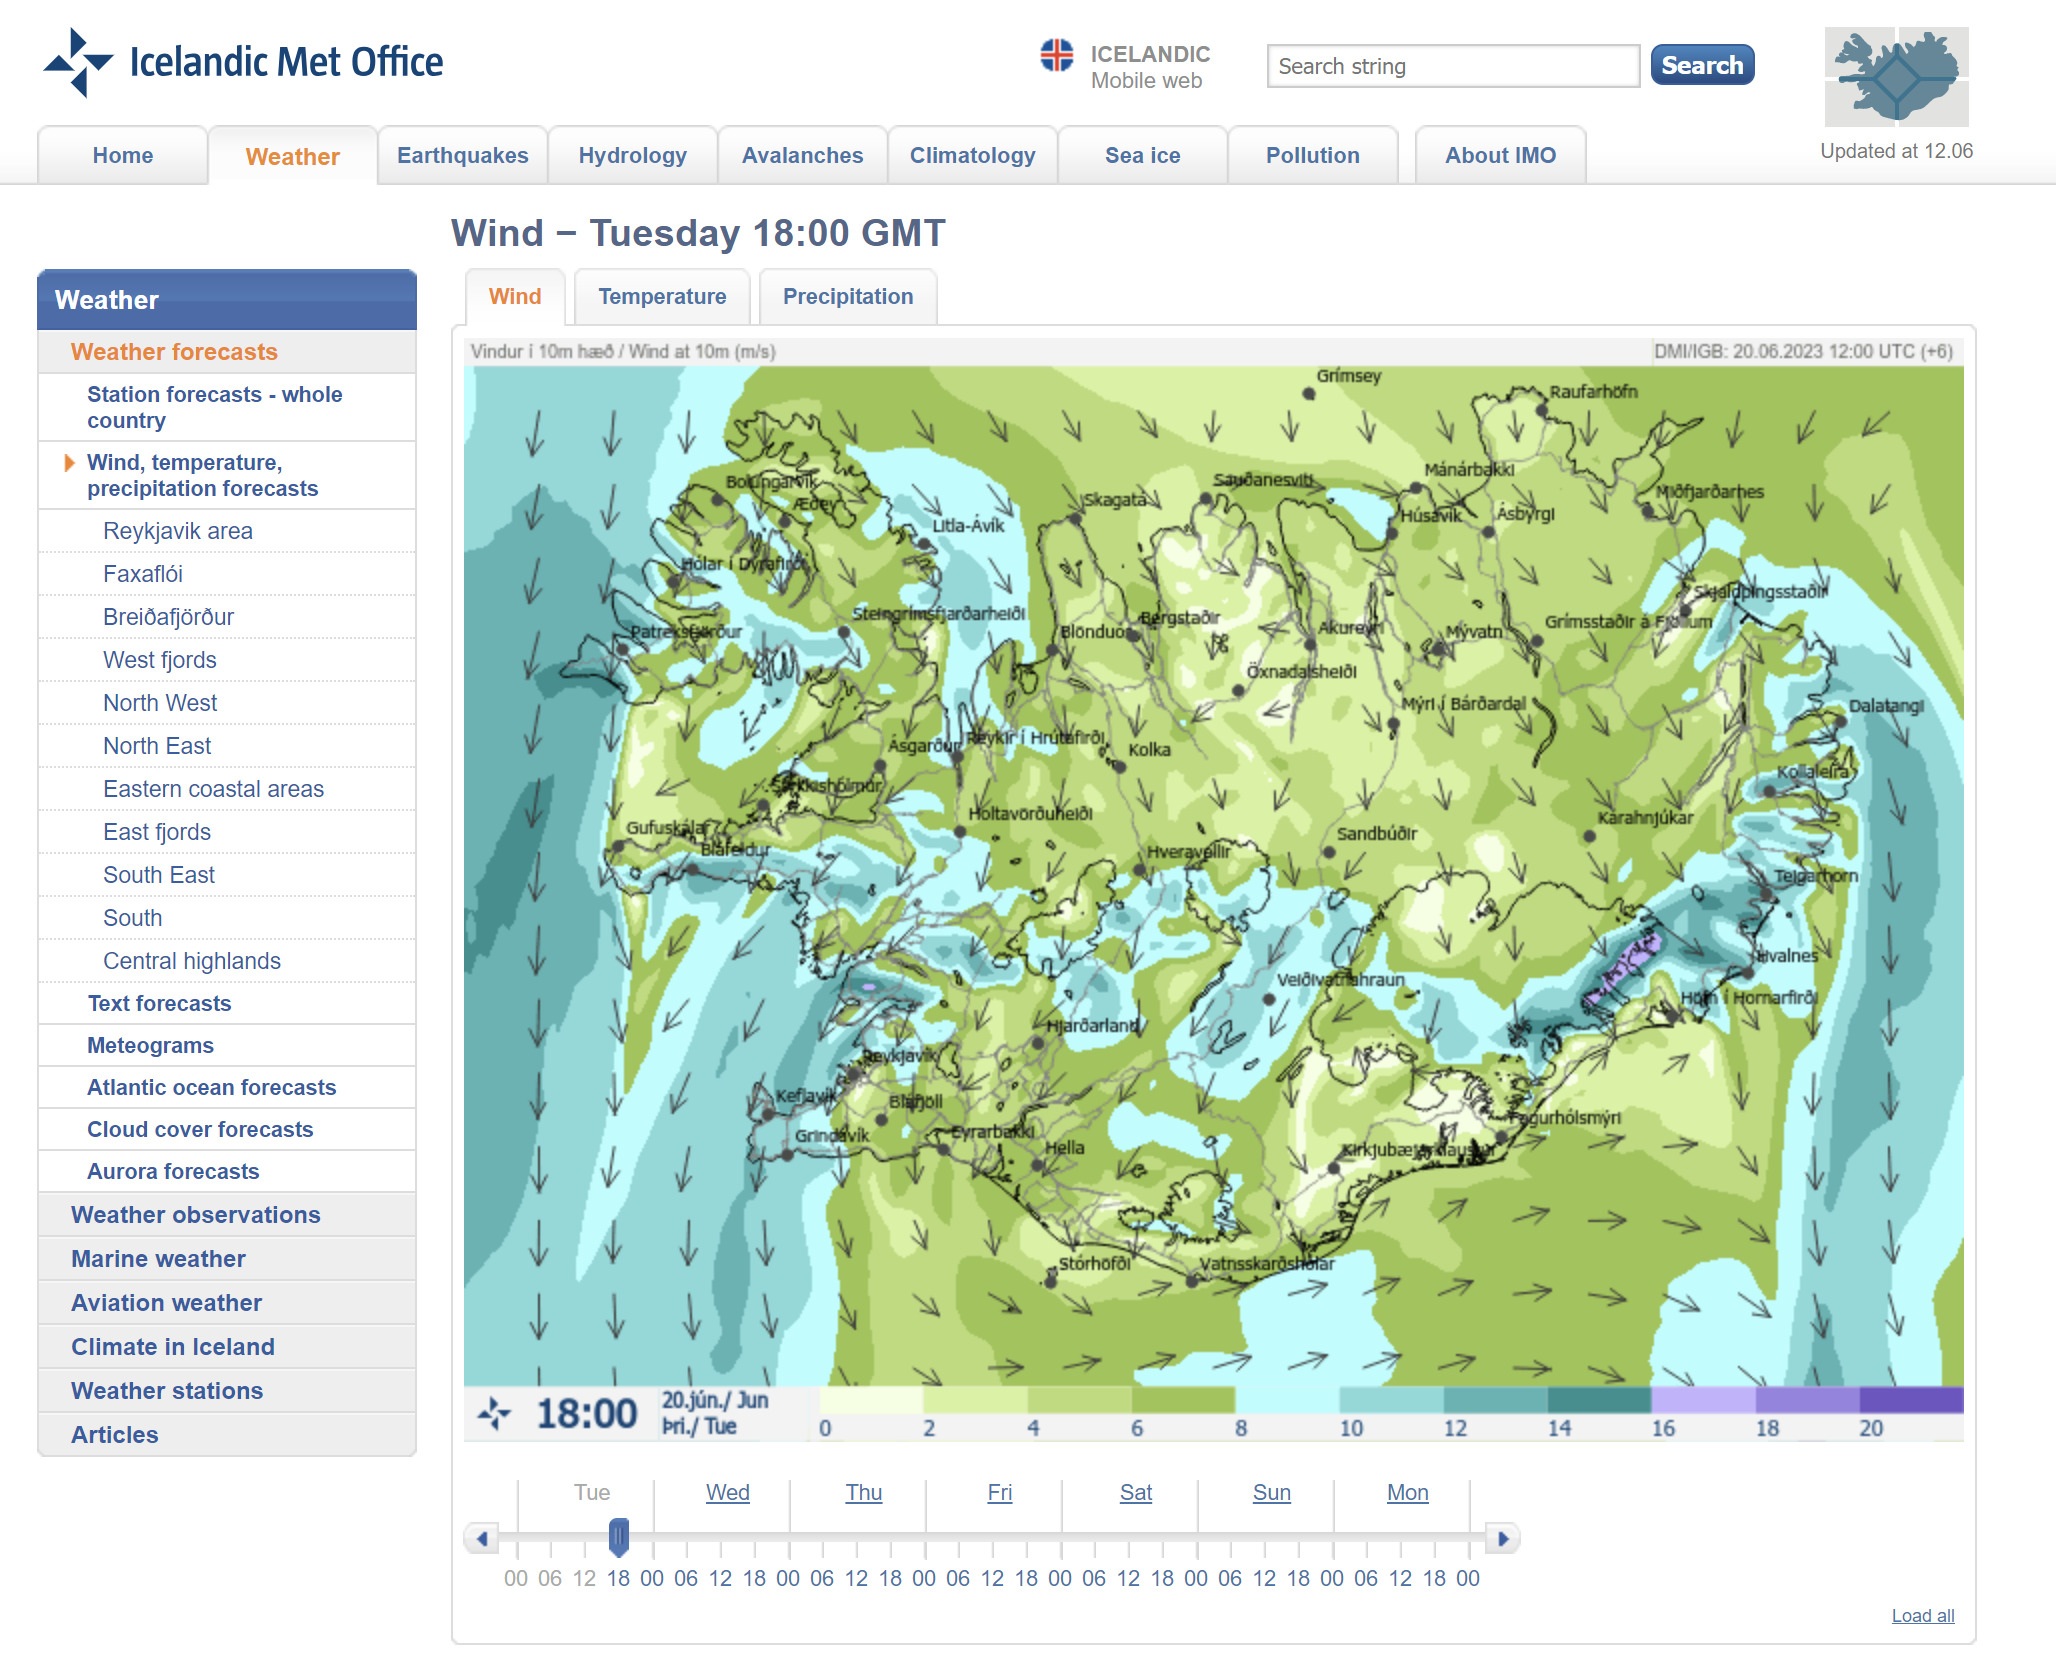 Icelandic Met Office
ICELANDIC
Mobile web
Search string
Search
Updated at 12.06
Home
Weather
Earthquakes
Hydrology
Avalanches
Climatology
Sea ice
Pollution
About IMO
Wind – Tuesday 18:00 GMT
Weather
Weather forecasts
Station forecasts - whole
country
Wind, temperature,
precipitation forecasts
Reykjavik area
Faxaflói
Breiðafjörður
West fjords
North West
North East
Eastern coastal areas
East fjords
South East
South
Central highlands
Text forecasts
Meteograms
Atlantic ocean forecasts
Cloud cover forecasts
Aurora forecasts
Weather observations
Marine weather
Aviation weather
Climate in Iceland
Weather stations
Articles
Wind
Temperature
Precipitation
Vindur í 10m hæð / Wind at 10m (m/s)
DMI/IGB: 20.06.2023 12:00 UTC (+6)
Grímsey
Raufarhöfn
Mánárbakki
Sauðanesviti
Bolungarvík
Æðey
Skagatá
Miðfjarðarnes
Litla-Ávík
Húsavík
Ásbyrgi
Hólar í Dýrafirði
Skjaldþingsstaðir
Steingrímsfjarðarheiði
Bergstaðir
Patreksfjörður
Blönduós
Akureyri
Mývatn
Grímsstaðir á Fjöllum
Öxnadalsheiði
Mýri í Bárðardal
Dalatangi
Ásgarður
Reykir í Hrútafirði
Kolka
Kollaleira
Stykkishólmur
Holtavörðuheiði
Kárahnjúkar
Gufuskálar
Sandbúðir
Bláfeldur
Hveravellir
Teigarhorn
Hvalnes
Veiðivatnahraun
Höfn í Hornarfirði
Hjarðarland
Reykjavík
Keflavík
Bláfjöll
Fagurhólsmýri
Grindavík
Eyrarbakki
Hella
Kirkjubæjarklaustur
Stórhöfði
Vatnsskarðshólar
18:00
20.jún./ Jun
Þri./ Tue
0 2 4 6 8 10 12 14 16 18 20
Tue Wed Thu Fri Sat Sun Mon
00 06 12 18 00 06 12 18 00 06 12 18 00 06 12 18 00 06 12 18 00 06 12 18 00 06 12 18 00
Load all